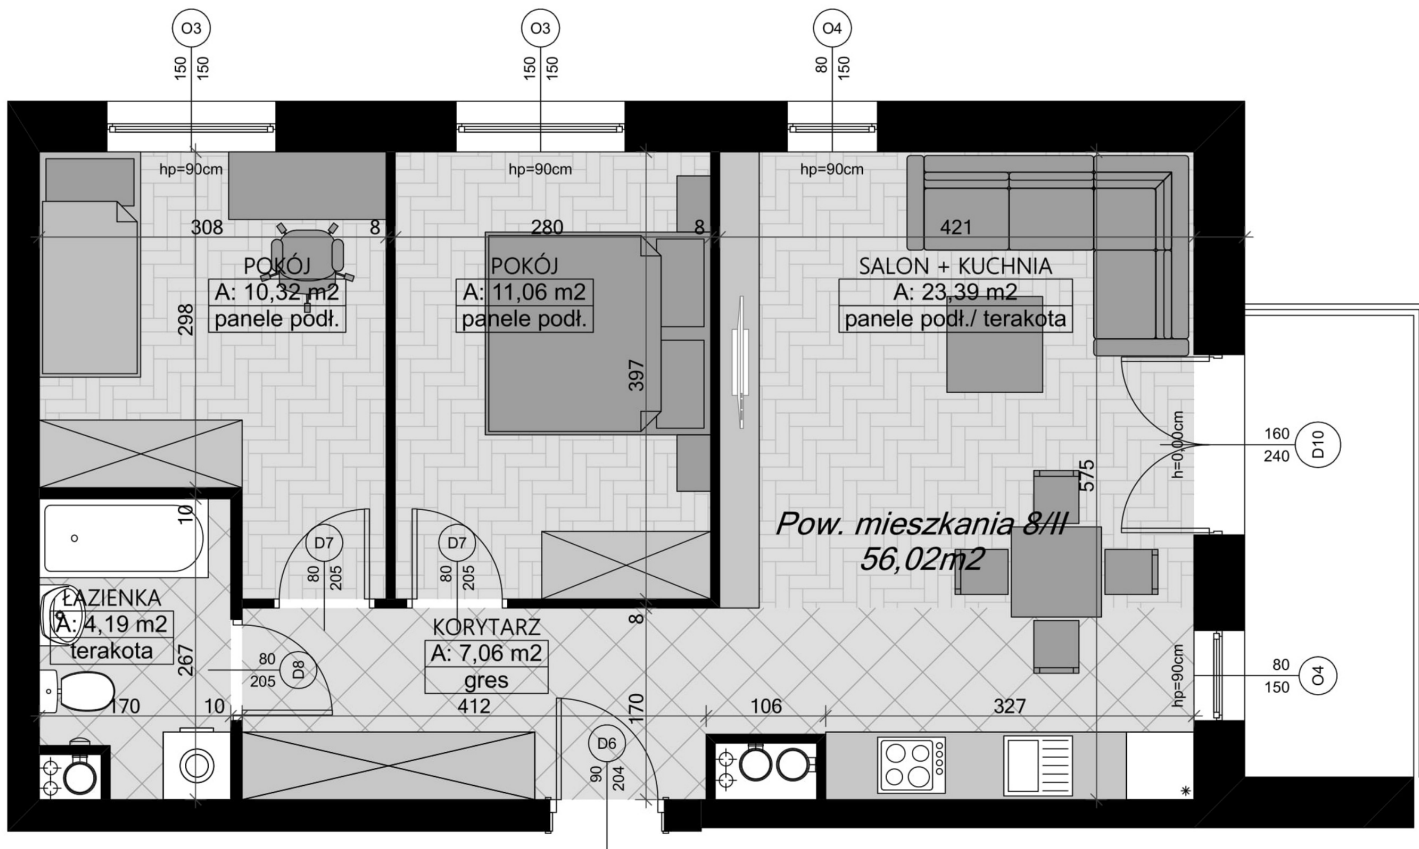 O3
150
150
O3
150
150
O4
80
150
hp=90cm
hp=90cm
hp=90cm
308
8
280
8
421
POKÓJ
A: 10,32 m2
panele podł.
298
POKÓJ
A: 11,06 m2
panele podł.
397
SALON + KUCHNIA
A: 23,39 m2
panele podł./ terakota
h=0,00cm
160
240
D10
575
Pow. mieszkania 8/II
56,02m2
10
D7
80
205
D7
80
205
ŁAZIENKA
A: 4,19 m2
terakota
267
80
205
D8
KORYTARZ
A: 7,06 m2
gres
8
170
hp=90cm
80
150
O4
170
10
412
106
327
D6
90
204
*